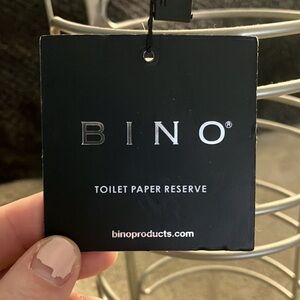 BINO®
TOILET PAPER RESERVE
binoproducts.com